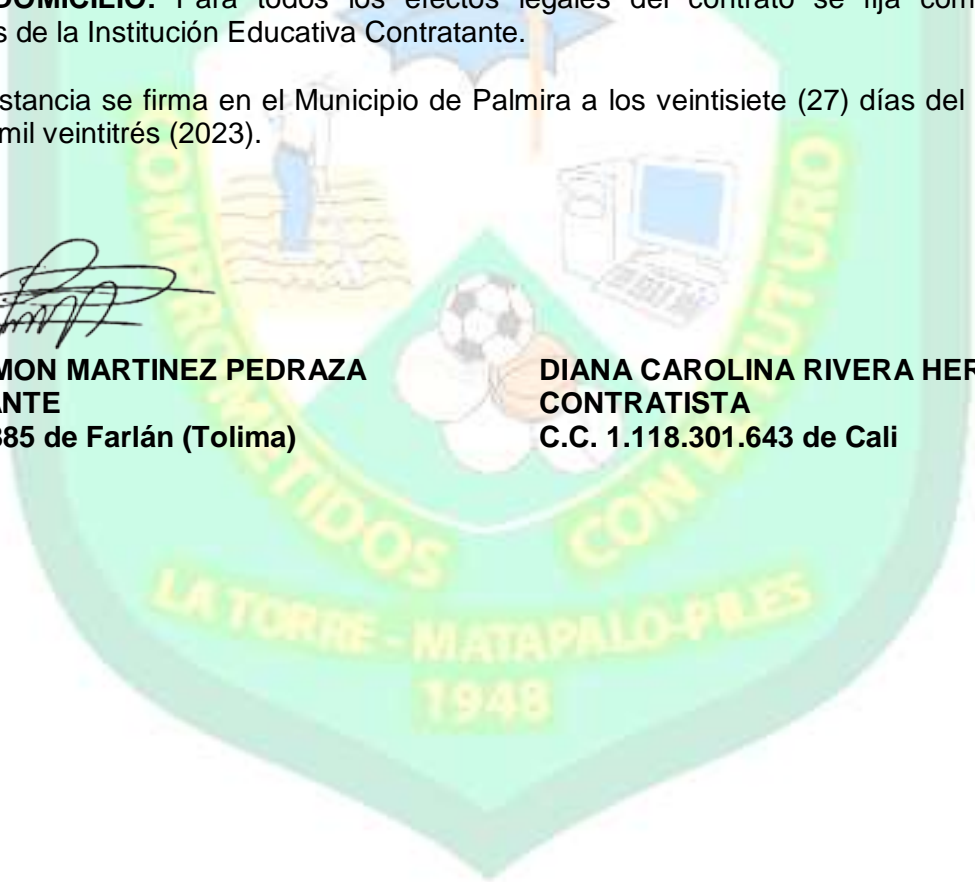 DOMICILIO: Para todos los efectos legales del contrato se fija com
s de la Institución Educativa Contratante.
stancia se firma en el Municipio de Palmira a los veintisiete (27) días del
mil veintitrés (2023).
MON MARTINEZ PEDRAZA
ANTE
385 de Farlán (Tolima)
DIANA CAROLINA RIVERA HER
CONTRATISTA
C.C. 1.118.301.643 de Cali
COMPROMETIDOS CON EL FUTURO
LA TORRE - MATAPALO-PILES
1948